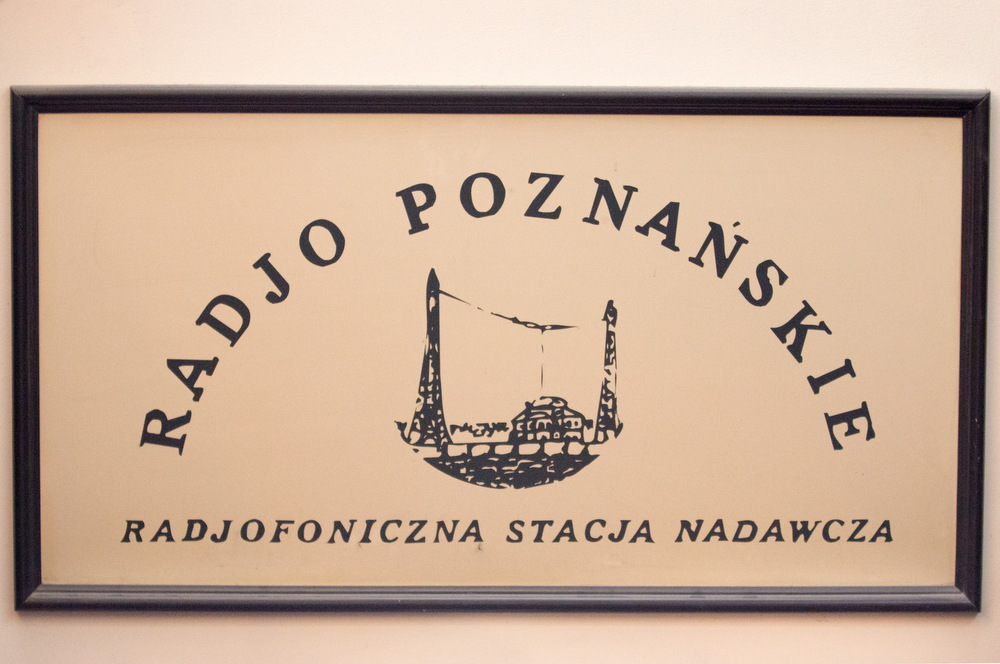 RADJO POZNAŃSKIE
RADJOFONICZNA STACJA NADAWCZA